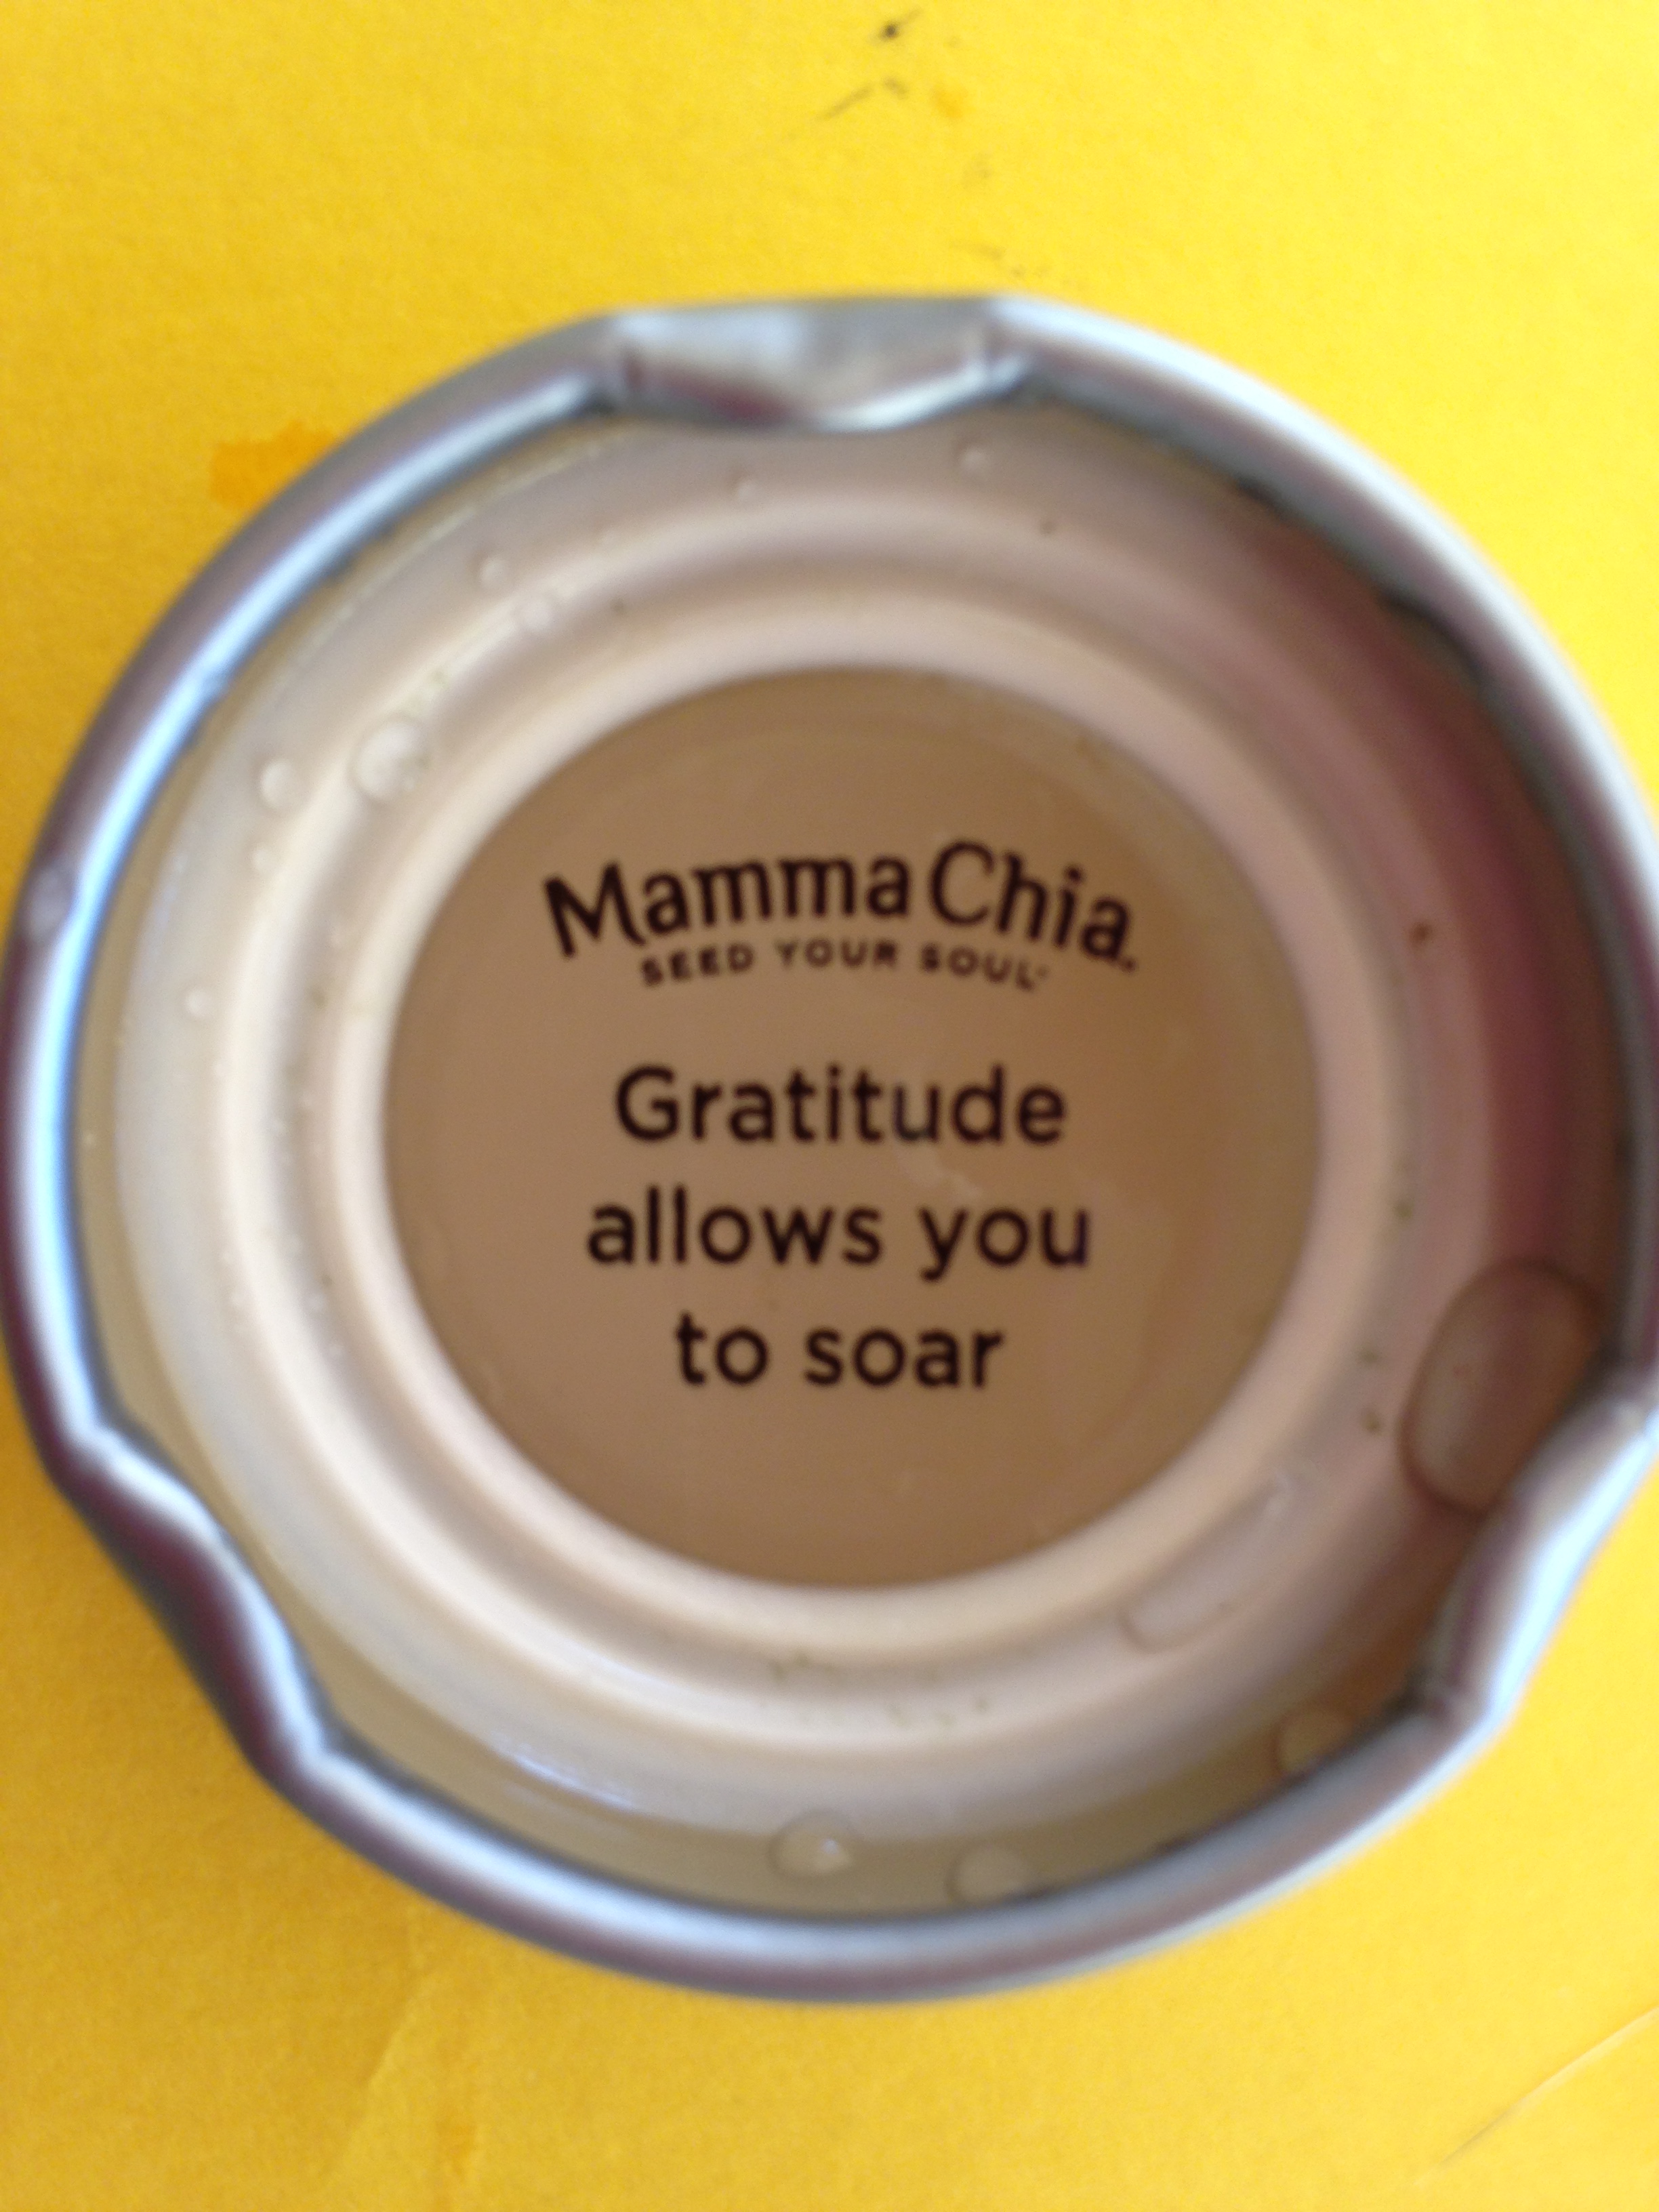 Mamma Chia.
SEED YOUR SOUL
Gratitude
allows you
to soar